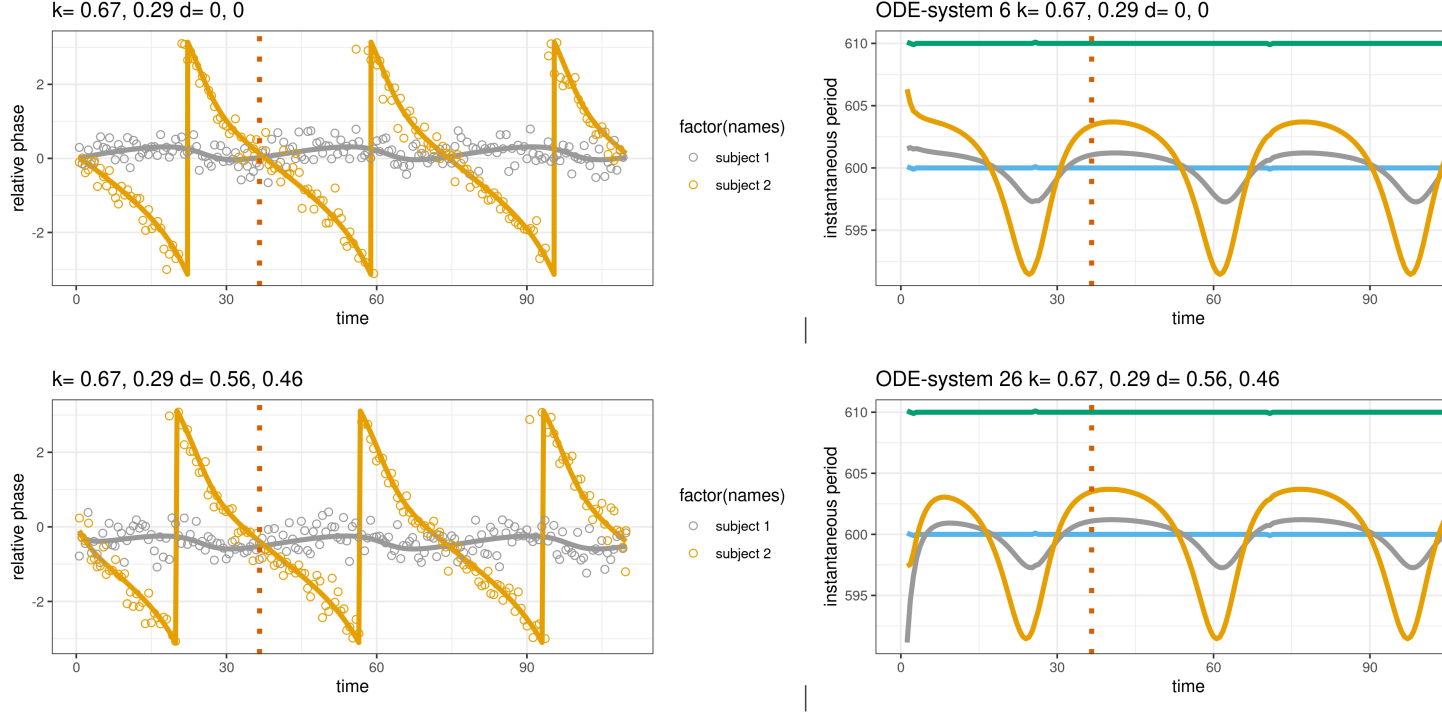 k= 0.67, 0.29 d= 0, 0
relative phase
2
0
-2
0 30 60 90
time
factor(names)
subject 1
subject 2
ODE-system 6 k= 0.67, 0.29 d= 0, 0
instantaneous period
610
605
600
595
0 30 60 90
time
k= 0.67, 0.29 d= 0.56, 0.46
relative phase
2
0
-2
0 30 60 90
time
factor(names)
subject 1
subject 2
ODE-system 26 k= 0.67, 0.29 d= 0.56, 0.46
instantaneous period
610
605
600
595
0 30 60 90
time